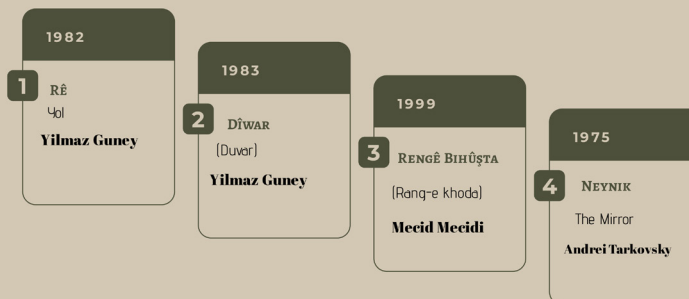 1982
1
RÊ
Yol
Yilmaz Guney
1983
2
DÎWAR
(Duvar)
Yilmaz Guney
1999
3
RENGÊ BIHÛŞTA
(Rang-e khoda)
Mecid Mecidi
1975
4
NEYNIK
The Mirror
Andrei Tarkovsky